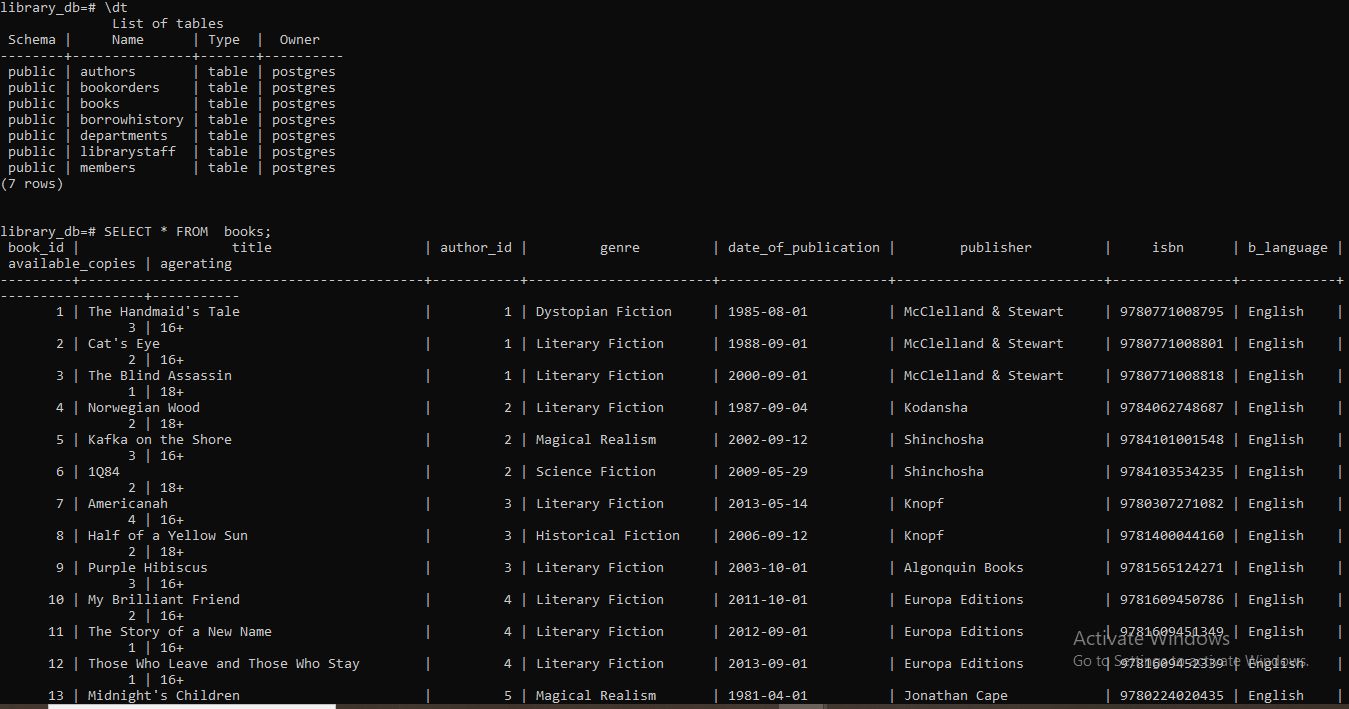 library_db=# \dt
              List of tables
 Schema |     Name      | Type  |  Owner
--------+---------------+-------+----------
 public | authors       | table | postgres
 public | bookorders    | table | postgres
 public | books         | table | postgres
 public | borrowhistory | table | postgres
 public | departments   | table | postgres
 public | librarystaff  | table | postgres
 public | members       | table | postgres
(7 rows)
library_db=# SELECT * FROM  books;
 book_id |                   title                   | author_id |         genre         | date_of_publication |        publisher         |     isbn      | b_language |
 available_copies | agerating
---------+-------------------------------------------+-----------+-----------------------+---------------------+--------------------------+---------------+------------+
------------------+-----------
       1 | The Handmaid's Tale                       |         1 | Dystopian Fiction     | 1985-08-01          | McClelland & Stewart     | 9780771008795 | English    |
                3 | 16+
       2 | Cat's Eye                                 |         1 | Literary Fiction      | 1988-09-01          | McClelland & Stewart     | 9780771008801 | English    |
                2 | 16+
       3 | The Blind Assassin                        |         1 | Literary Fiction      | 2000-09-01          | McClelland & Stewart     | 9780771008818 | English    |
                1 | 18+
       4 | Norwegian Wood                            |         2 | Literary Fiction      | 1987-09-04          | Kodansha                 | 9784062748687 | English    |
                2 | 18+
       5 | Kafka on the Shore                        |         2 | Magical Realism       | 2002-09-12          | Shinchosha               | 9784101001548 | English    |
                3 | 16+
       6 | 1Q84                                      |         2 | Science Fiction       | 2009-05-29          | Shinchosha               | 9784103534235 | English    |
                2 | 18+
       7 | Americanah                                |         3 | Literary Fiction      | 2013-05-14          | Knopf                    | 9780307271082 | English    |
                4 | 16+
       8 | Half of a Yellow Sun                      |         3 | Historical Fiction    | 2006-09-12          | Knopf                    | 9781400044160 | English    |
                2 | 18+
       9 | Purple Hibiscus                           |         3 | Literary Fiction      | 2003-10-01          | Algonquin Books          | 9781565124271 | English    |
                3 | 16+
      10 | My Brilliant Friend                       |         4 | Literary Fiction      | 2011-10-01          | Europa Editions          | 9781609450786 | English    |
                2 | 16+
      11 | The Story of a New Name                   |         4 | Literary Fiction      | 2012-09-01          | Europa Editions          | 9781609451349 | English    |
                1 | 16+
      12 | Those Who Leave and Those Who Stay        |         4 | Literary Fiction      | 2013-09-01          | Europa Editions          | 9781609452339 | English    |
                1 | 16+
      13 | Midnight's Children                       |         5 | Magical Realism       | 1981-04-01          | Jonathan Cape            | 9780224020435 | English    |
Activate Windows
Go to Settings to activate Windows.